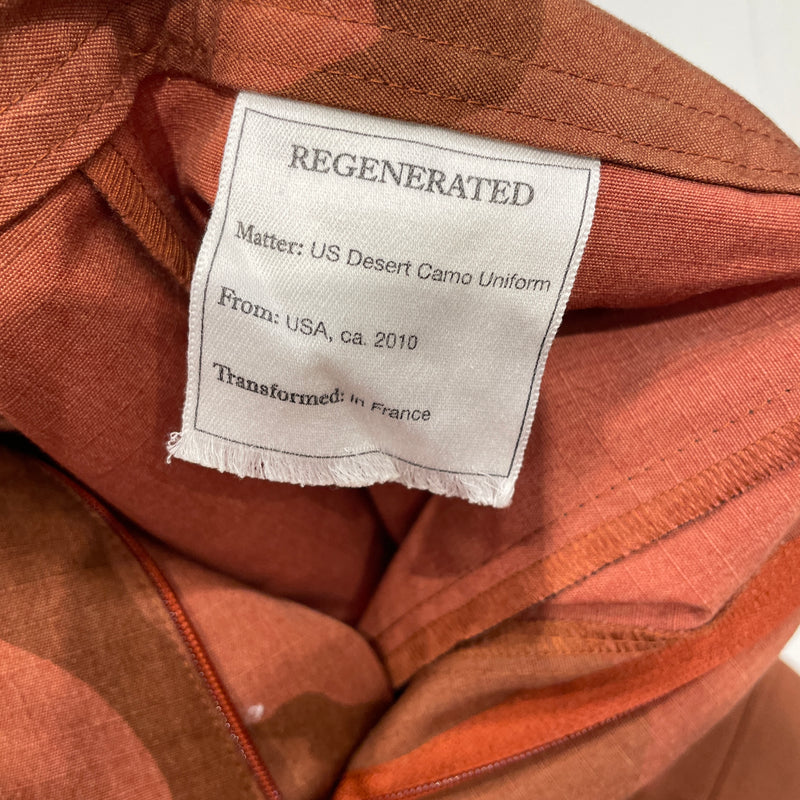 REGENERATED
Matter: US Desert Camo Uniform
From: USA, ca. 2010
Transformed: in France